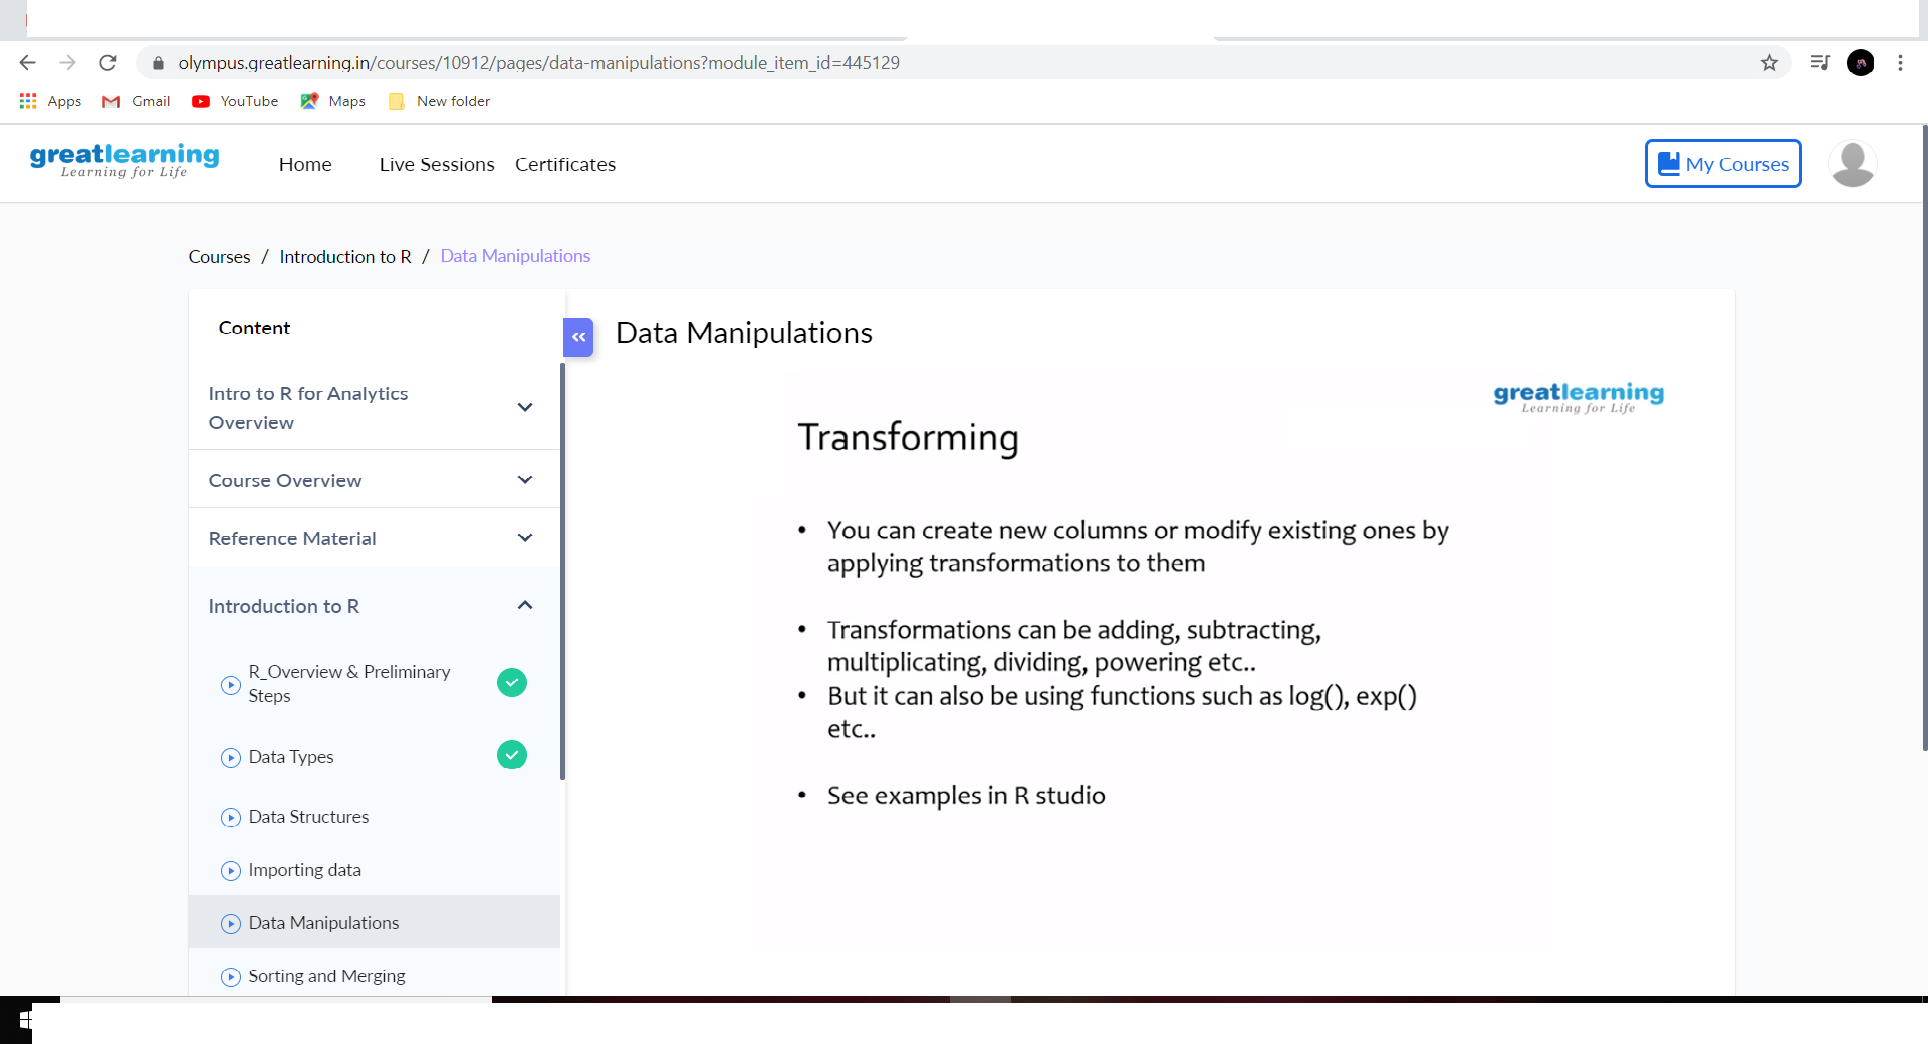 olympus.greatlearning.in/courses/10912/pages/data-manipulations?module_item_id=445129
Apps Gmail YouTube Maps New folder
greatlearning
Learning for Life
Home Live Sessions Certificates
My Courses
Courses / Introduction to R / Data Manipulations
Content
«
Data Manipulations
Intro to R for Analytics
Overview
Course Overview
Reference Material
Introduction to R
R_Overview & Preliminary
Steps
Data Types
Data Structures
Importing data
Data Manipulations
Sorting and Merging
greatlearning
Learning for Life
Transforming
• You can create new columns or modify existing ones by
applying transformations to them
• Transformations can be adding, subtracting,
multiplicating, dividing, powering etc..
• But it can also be using functions such as log(), exp()
etc..
• See examples in R studio